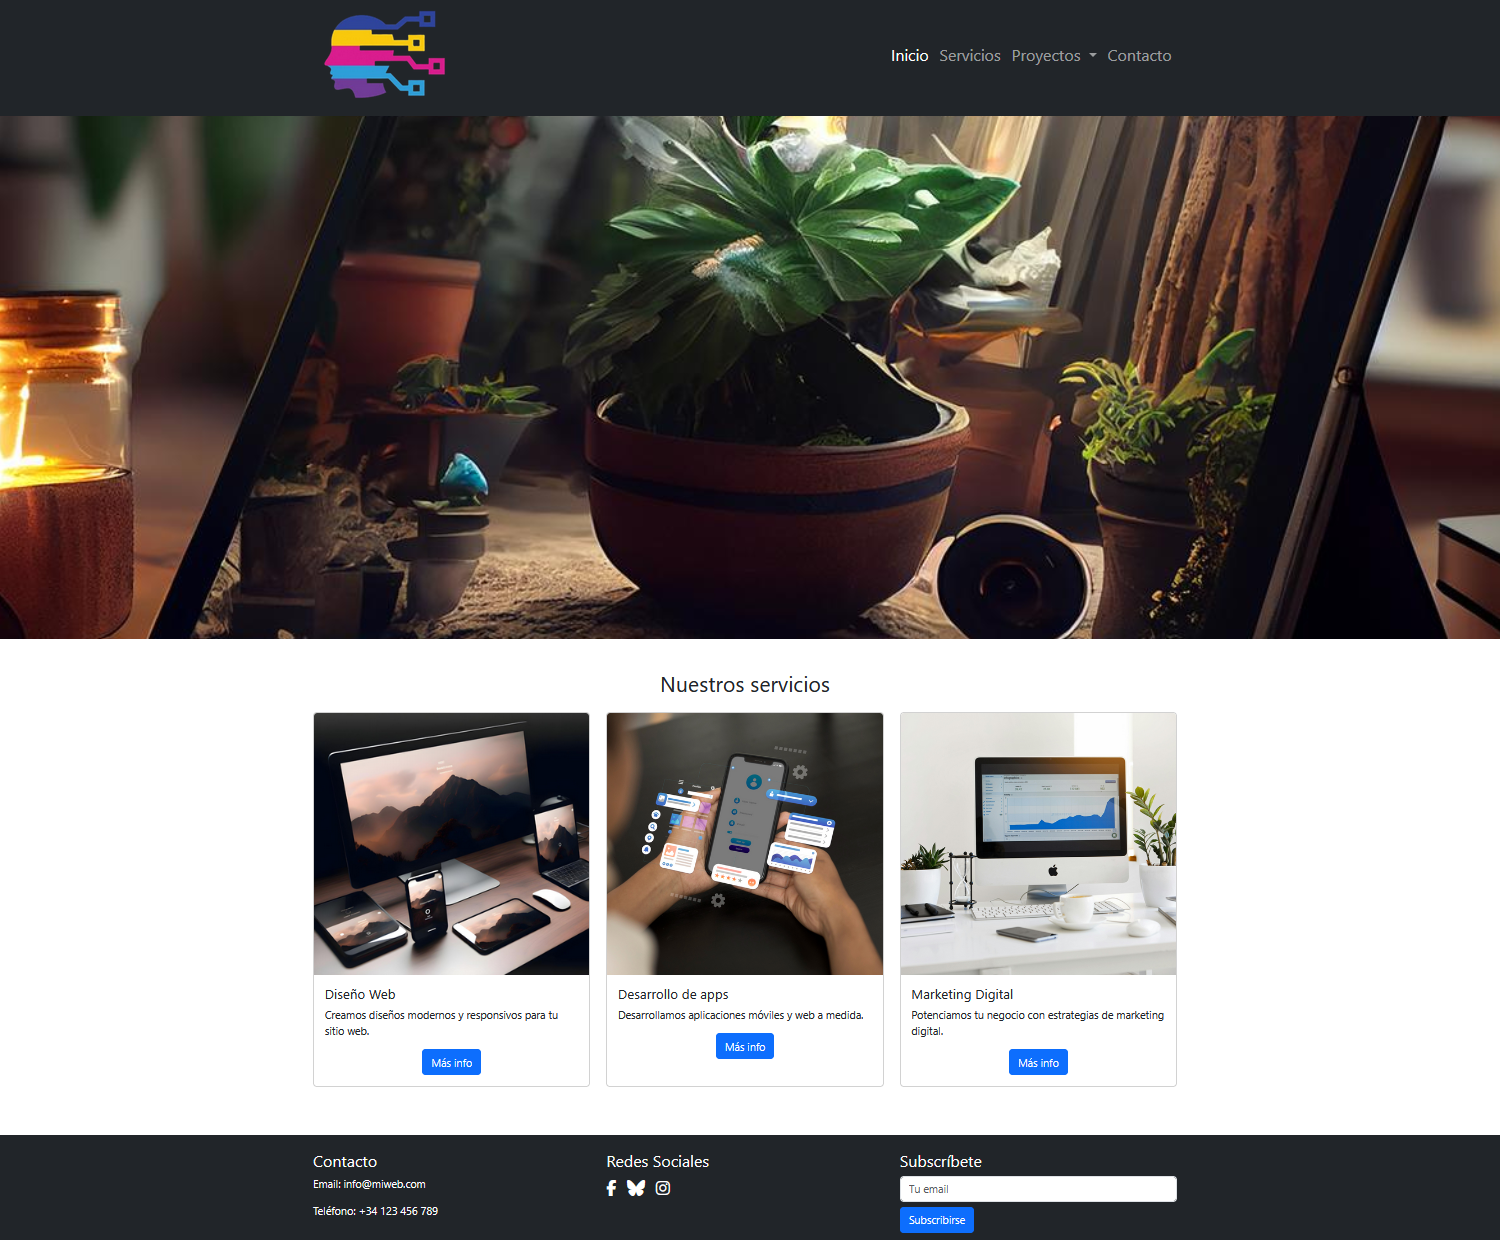 Inicio Servicios Proyectos Contacto
Nuestros servicios
Diseño Web
Creamos diseños modernos y responsivos para tu
sitio web.
Más info
Desarrollo de apps
Desarrollamos aplicaciones móviles y web a medida.
Más info
Marketing Digital
Potenciamos tu negocio con estrategias de marketing
digital.
Más info
Contacto
Email: info@miweb.com
Teléfono: +34 123 456 789
Redes Sociales
Subscríbete
Tu email
Subscribirse